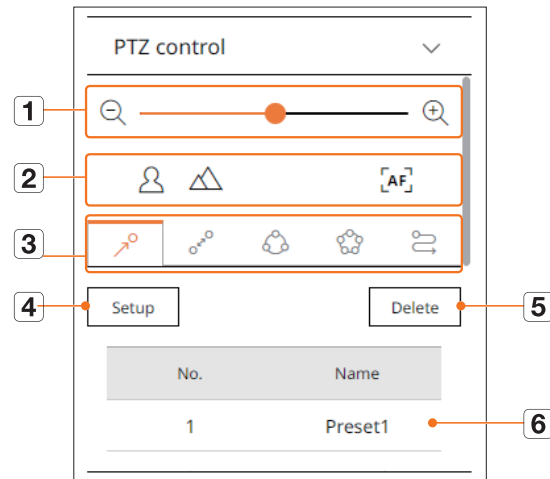 PTZ control
1
2
AF
3
4
Setup
Delete
5
No.
Name
1
Preset1
6